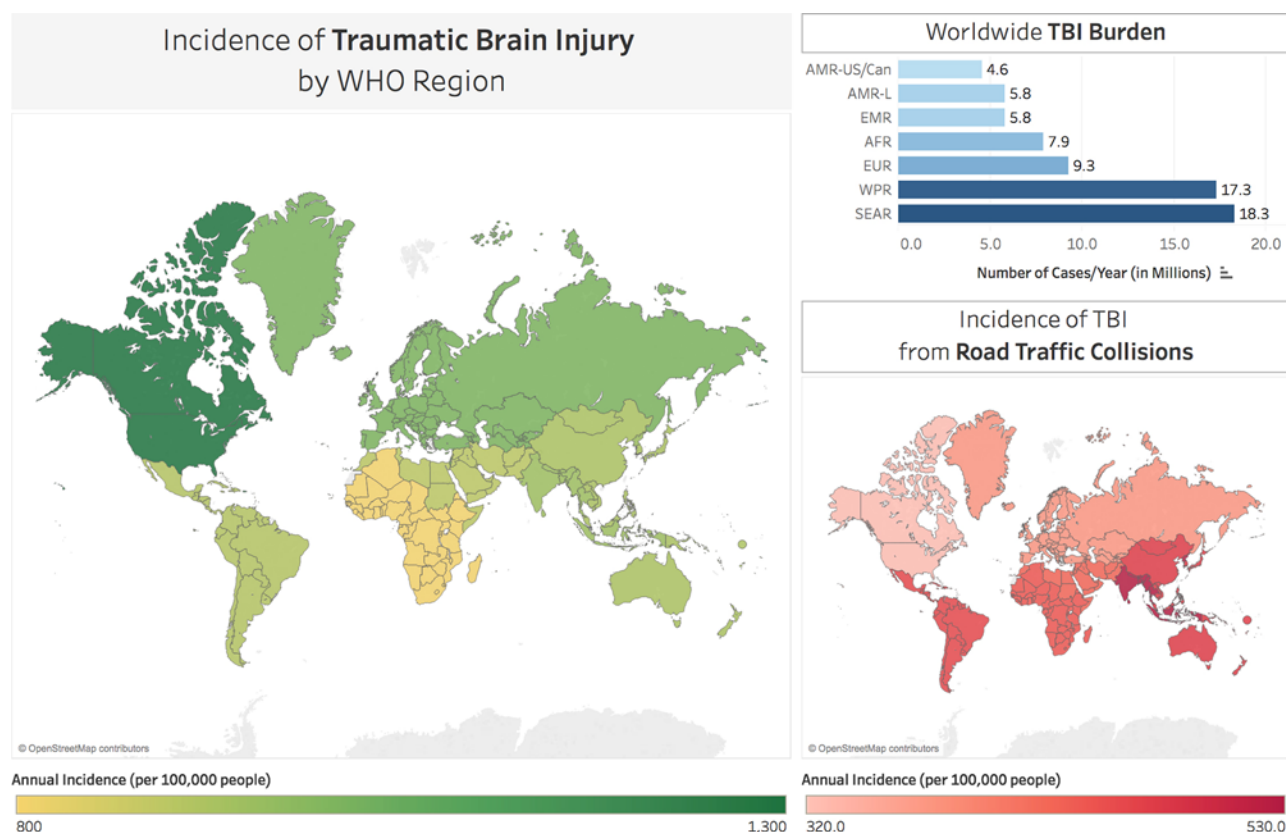 Incidence of Traumatic Brain Injury
by WHO Region
© OpenStreetMap contributors
Annual Incidence (per 100,000 people)
800 1.300
Worldwide TBI Burden
AMR-US/Can 4.6
AMR-L 5.8
EMR 5.8
AFR 7.9
EUR 9.3
WPR 17.3
SEAR 18.3
0.0 5.0 10.0 15.0 20.0
Number of Cases/Year (in Millions)
Incidence of TBI
from Road Traffic Collisions
© OpenStreetMap contributors
Annual Incidence (per 100,000 people)
320.0 530.0